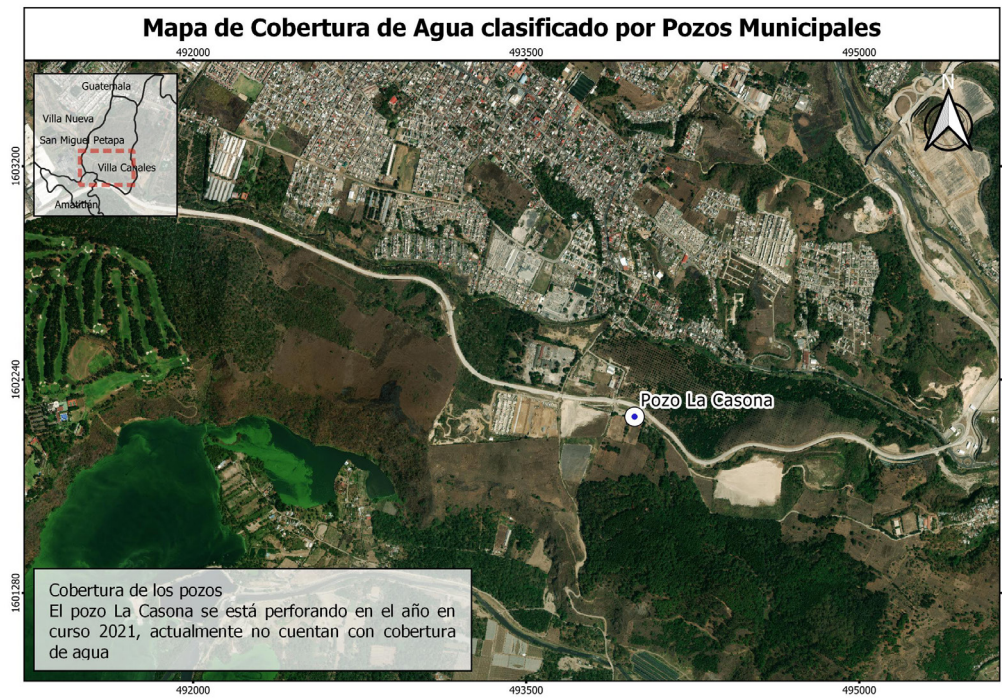 Mapa de Cobertura de Agua clasificado por Pozos Municipales
492000 493500 495000
N
Guatemala
Villa Nueva
San Miguel Petapa
Villa Canales
Amatitlán
1603200
1602240
Pozo La Casona
1601280
Cobertura de los pozos
El pozo La Casona se está perforando en el año en
curso 2021, actualmente no cuentan con cobertura
de agua
492000 493500 495000